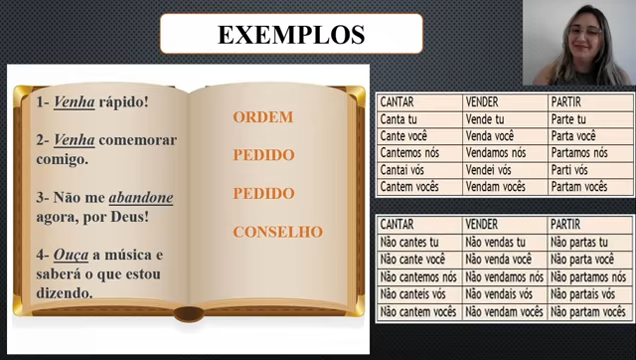 EXEMPLOS
1- Venha rápido!
2- Venha comemorar
comigo.
3- Não me abandone
agora, por Deus!
4- Ouça a música e
saberá o que estou
dizendo.
ORDEM
PEDIDO
PEDIDO
CONSELHO
CANTAR VENDER PARTIR
Canta tu Vende tu Parte tu
Cante você Venda você Parta você
Cantemos nós Vendamos nós Partamos nós
Cantai vós Vendei vós Parti vós
Cantem vocês Vendam vocês Partam vocês
CANTAR VENDER PARTIR
Não cantes tu Não vendas tu Não partas tu
Não cante você Não venda você Não parta você
Não cantemos nós Não vendamos nós Não partamos nós
Não canteis vós Não vendais vós Não partais vós
Não cantem vocês Não vendam vocês Não partam vocês